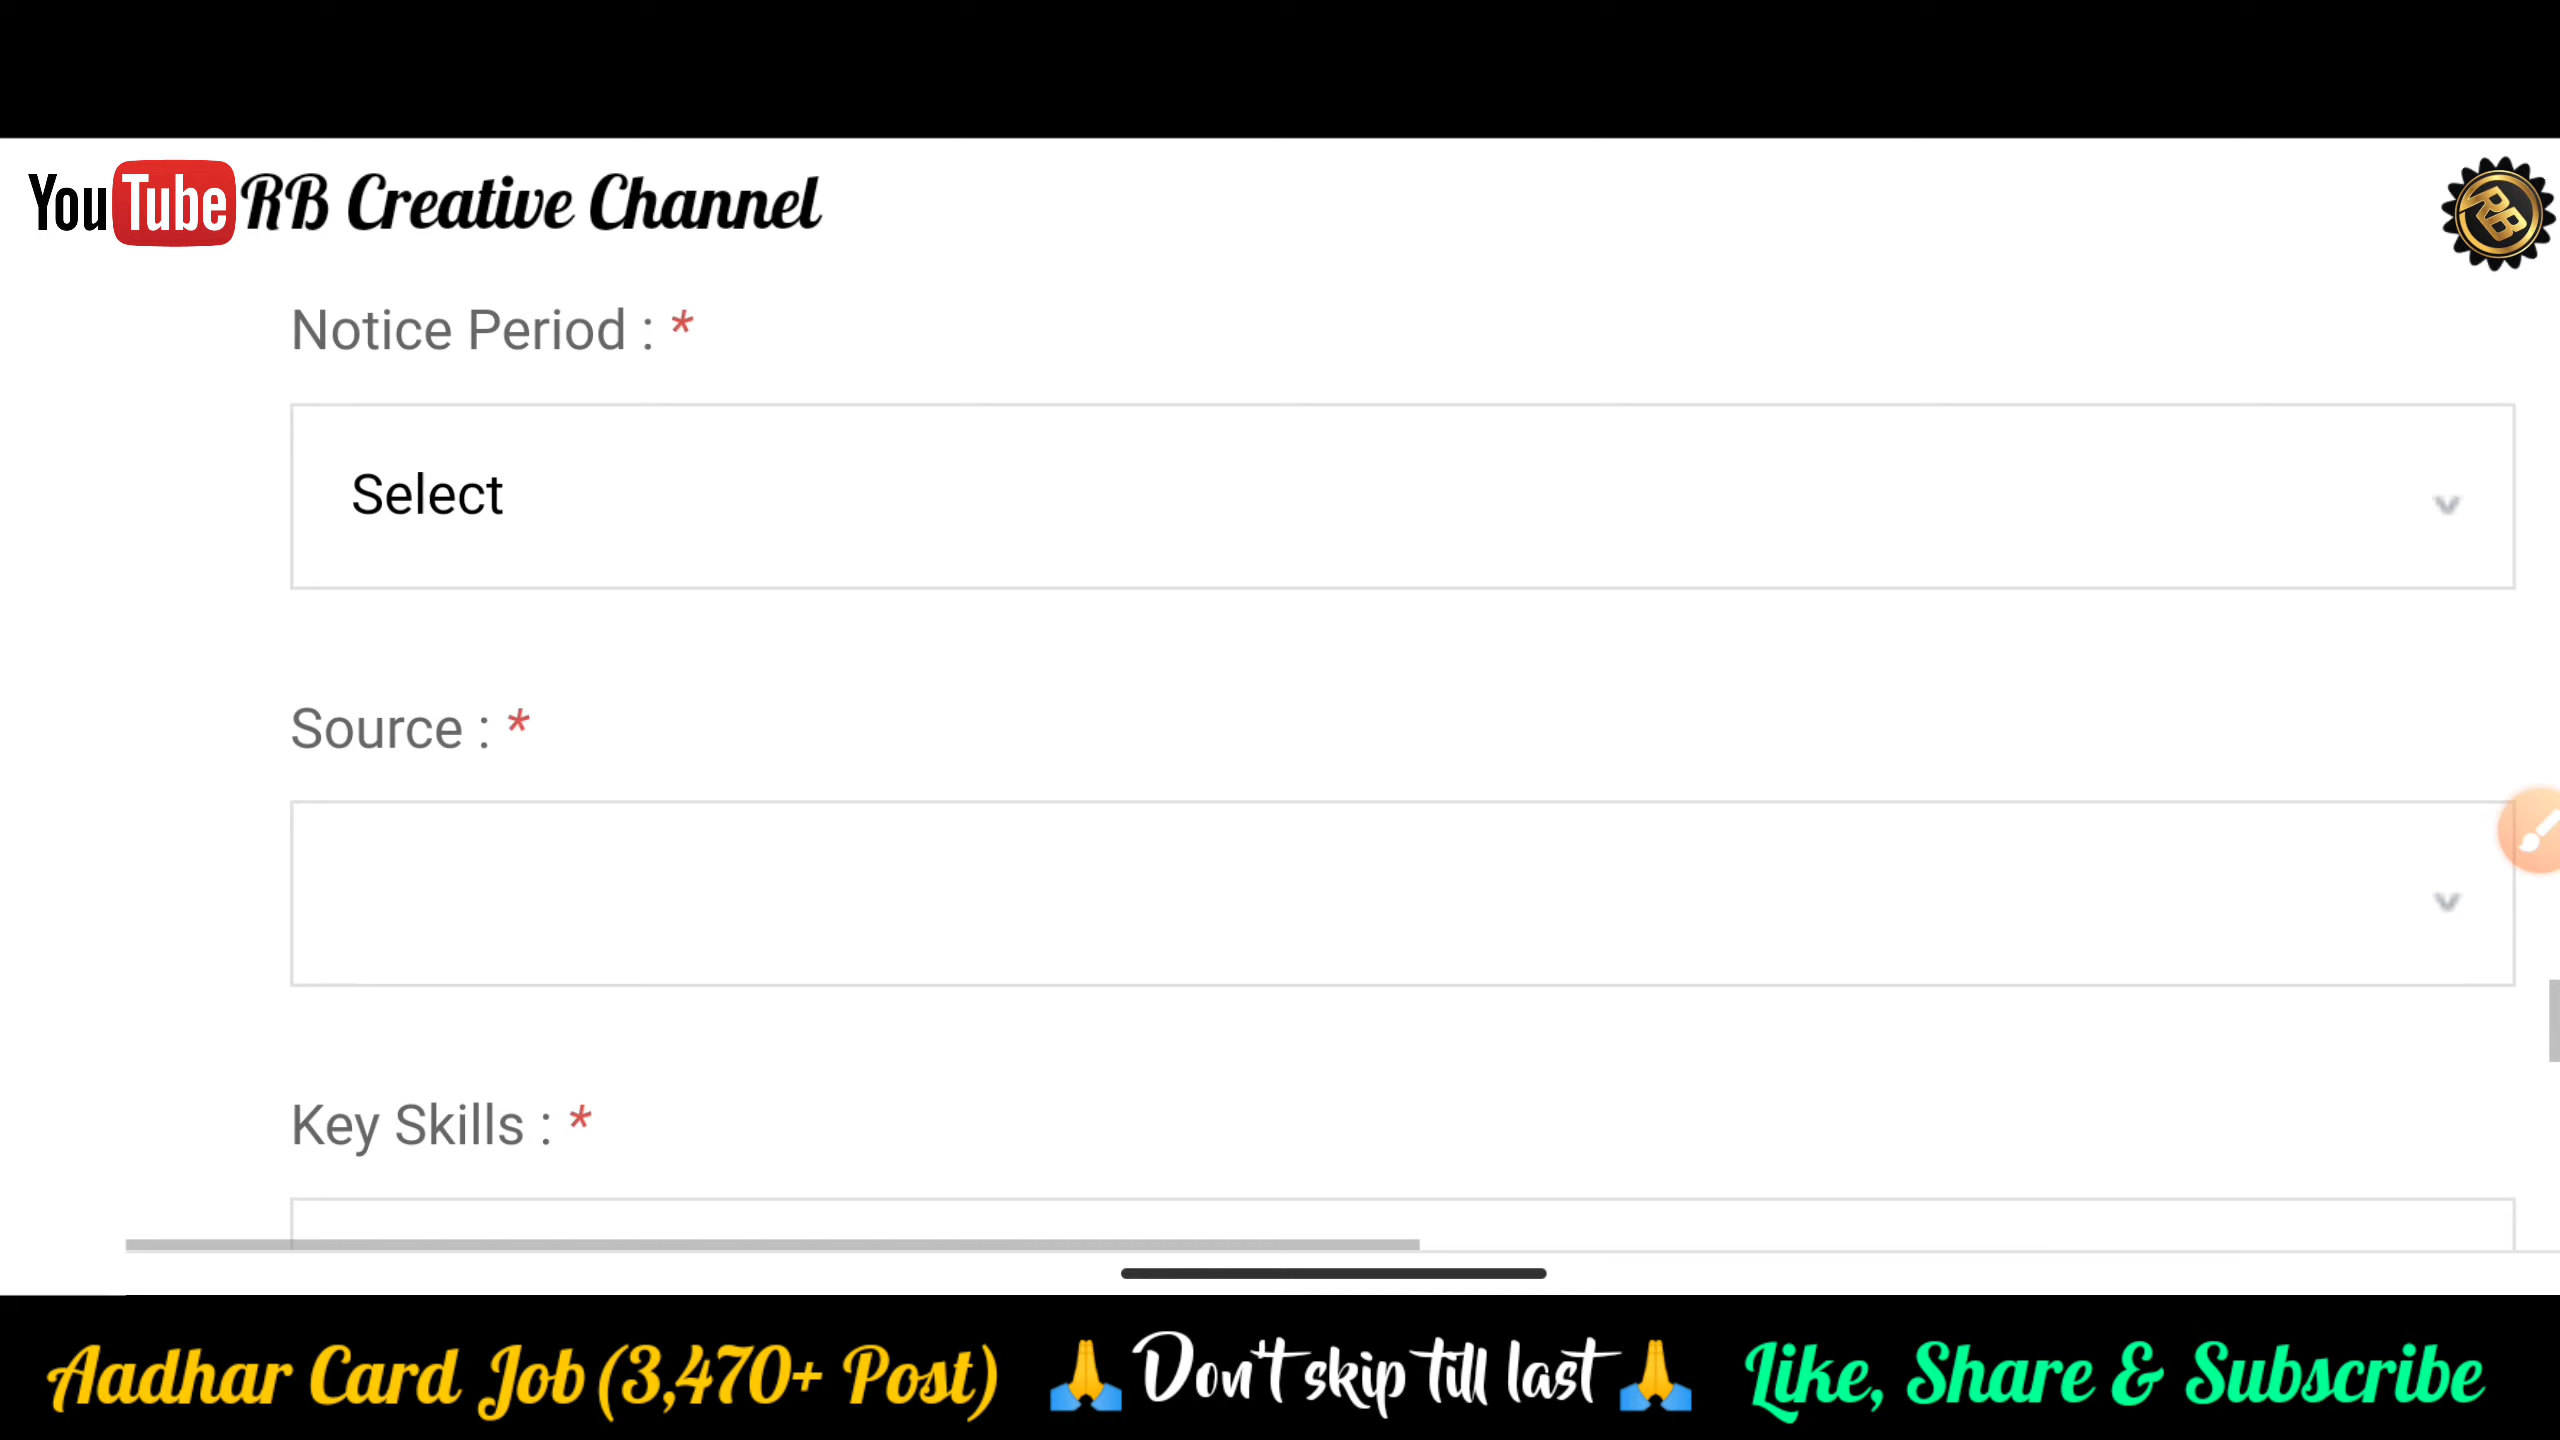 YouTube RB Creative Channel
RB
Notice Period : *
Select
Source : *
Key Skills : *
Aadhar Card Job (3,470+ Post) 🙏 Don't skip till last 🙏 Like, Share & Subscribe